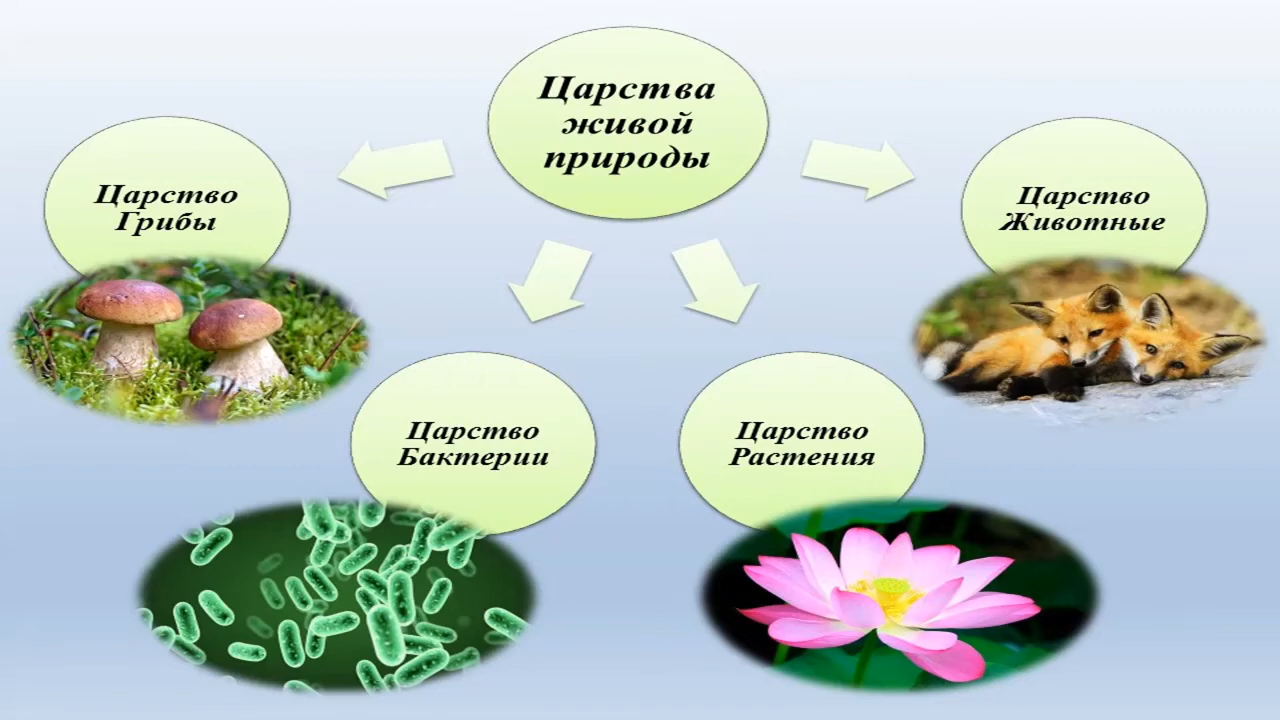 Царства
живой
природы
Царство
Грибы
Царство
Животные
Царство
Бактерии
Царство
Растения